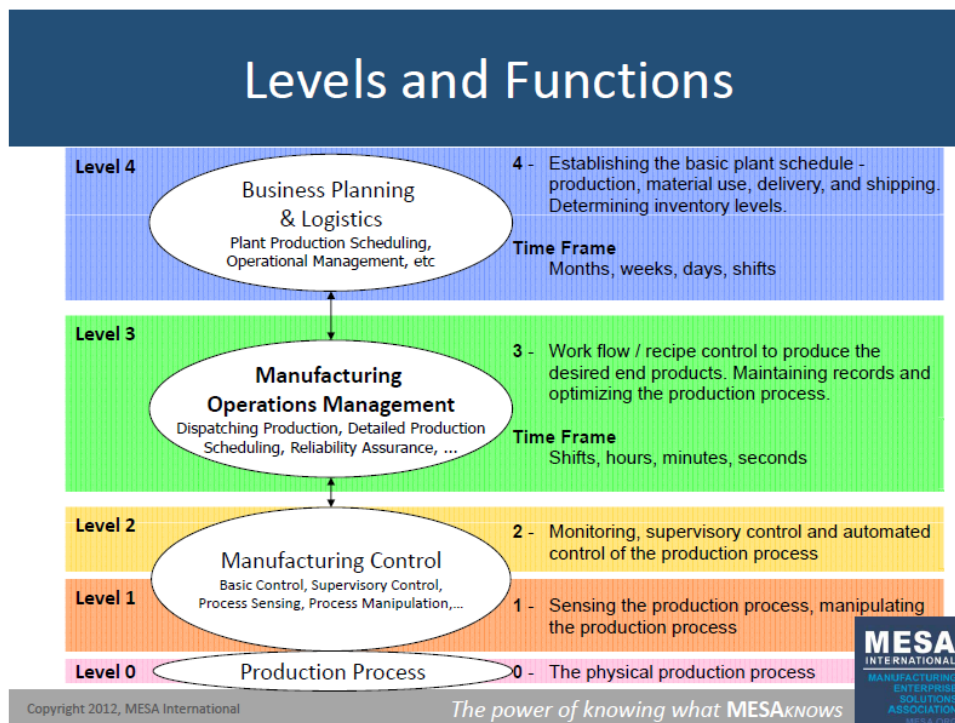 Levels and Functions
Level 4
Business Planning
& Logistics
Plant Production Scheduling,
Operational Management, etc
4 - Establishing the basic plant schedule -
production, material use, delivery, and shipping.
Determining inventory levels.
Time Frame
Months, weeks, days, shifts
Level 3
Manufacturing
Operations Management
Dispatching Production, Detailed Production
Scheduling, Reliability Assurance, ...
3 - Work flow / recipe control to produce the
desired end products. Maintaining records and
optimizing the production process.
Time Frame
Shifts, hours, minutes, seconds
Level 2
Manufacturing Control
Basic Control, Supervisory Control,
Process Sensing, Process Manipulation,...
2 - Monitoring, supervisory control and automated
control of the production process
Level 1
1 - Sensing the production process, manipulating
the production process
Level 0
Production Process
0 - The physical production process
MESA
INTERNATIONAL
MANUFACTURING
ENTERPRISE
SOLUTIONS
ASSOCIATION
MESA.ORG
Copyright 2012, MESA International
The power of knowing what MESAKNOWS